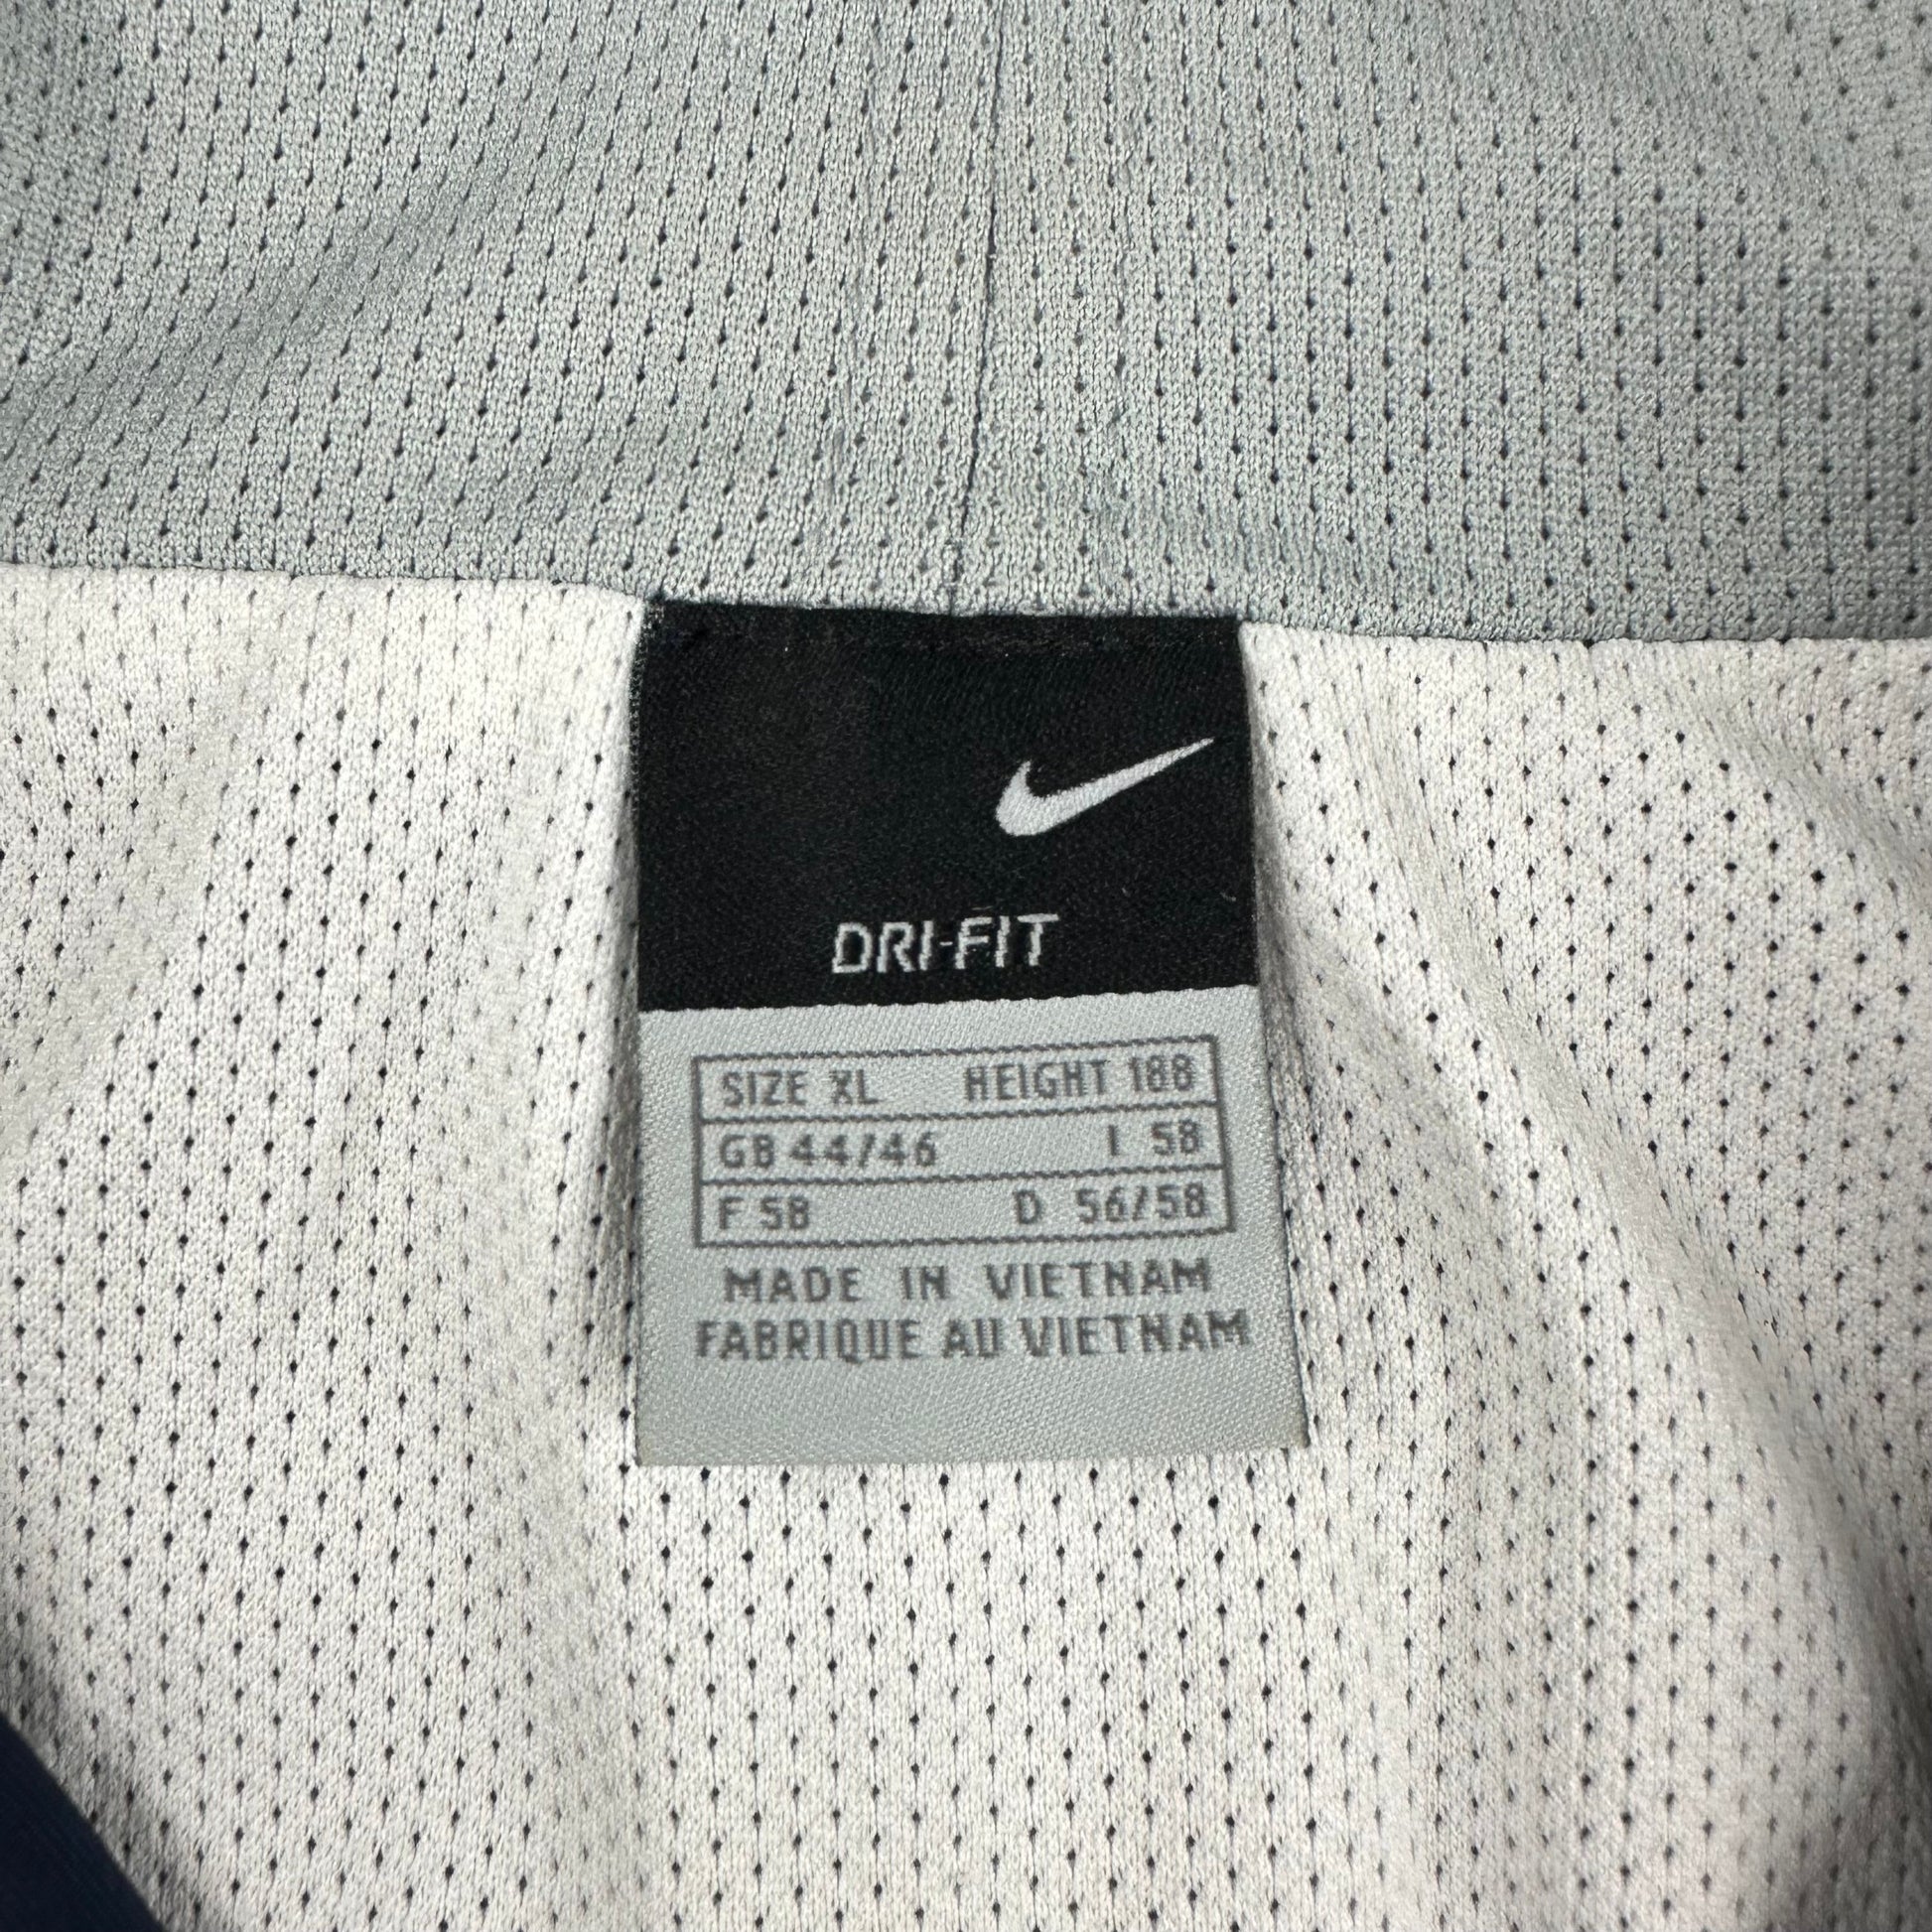 DRI-FIT
SIZE XL HEIGHT 188
GB 44/46 I 58
F 58 D 56/58
MADE IN VIETNAM
FABRIQUE AU VIETNAM